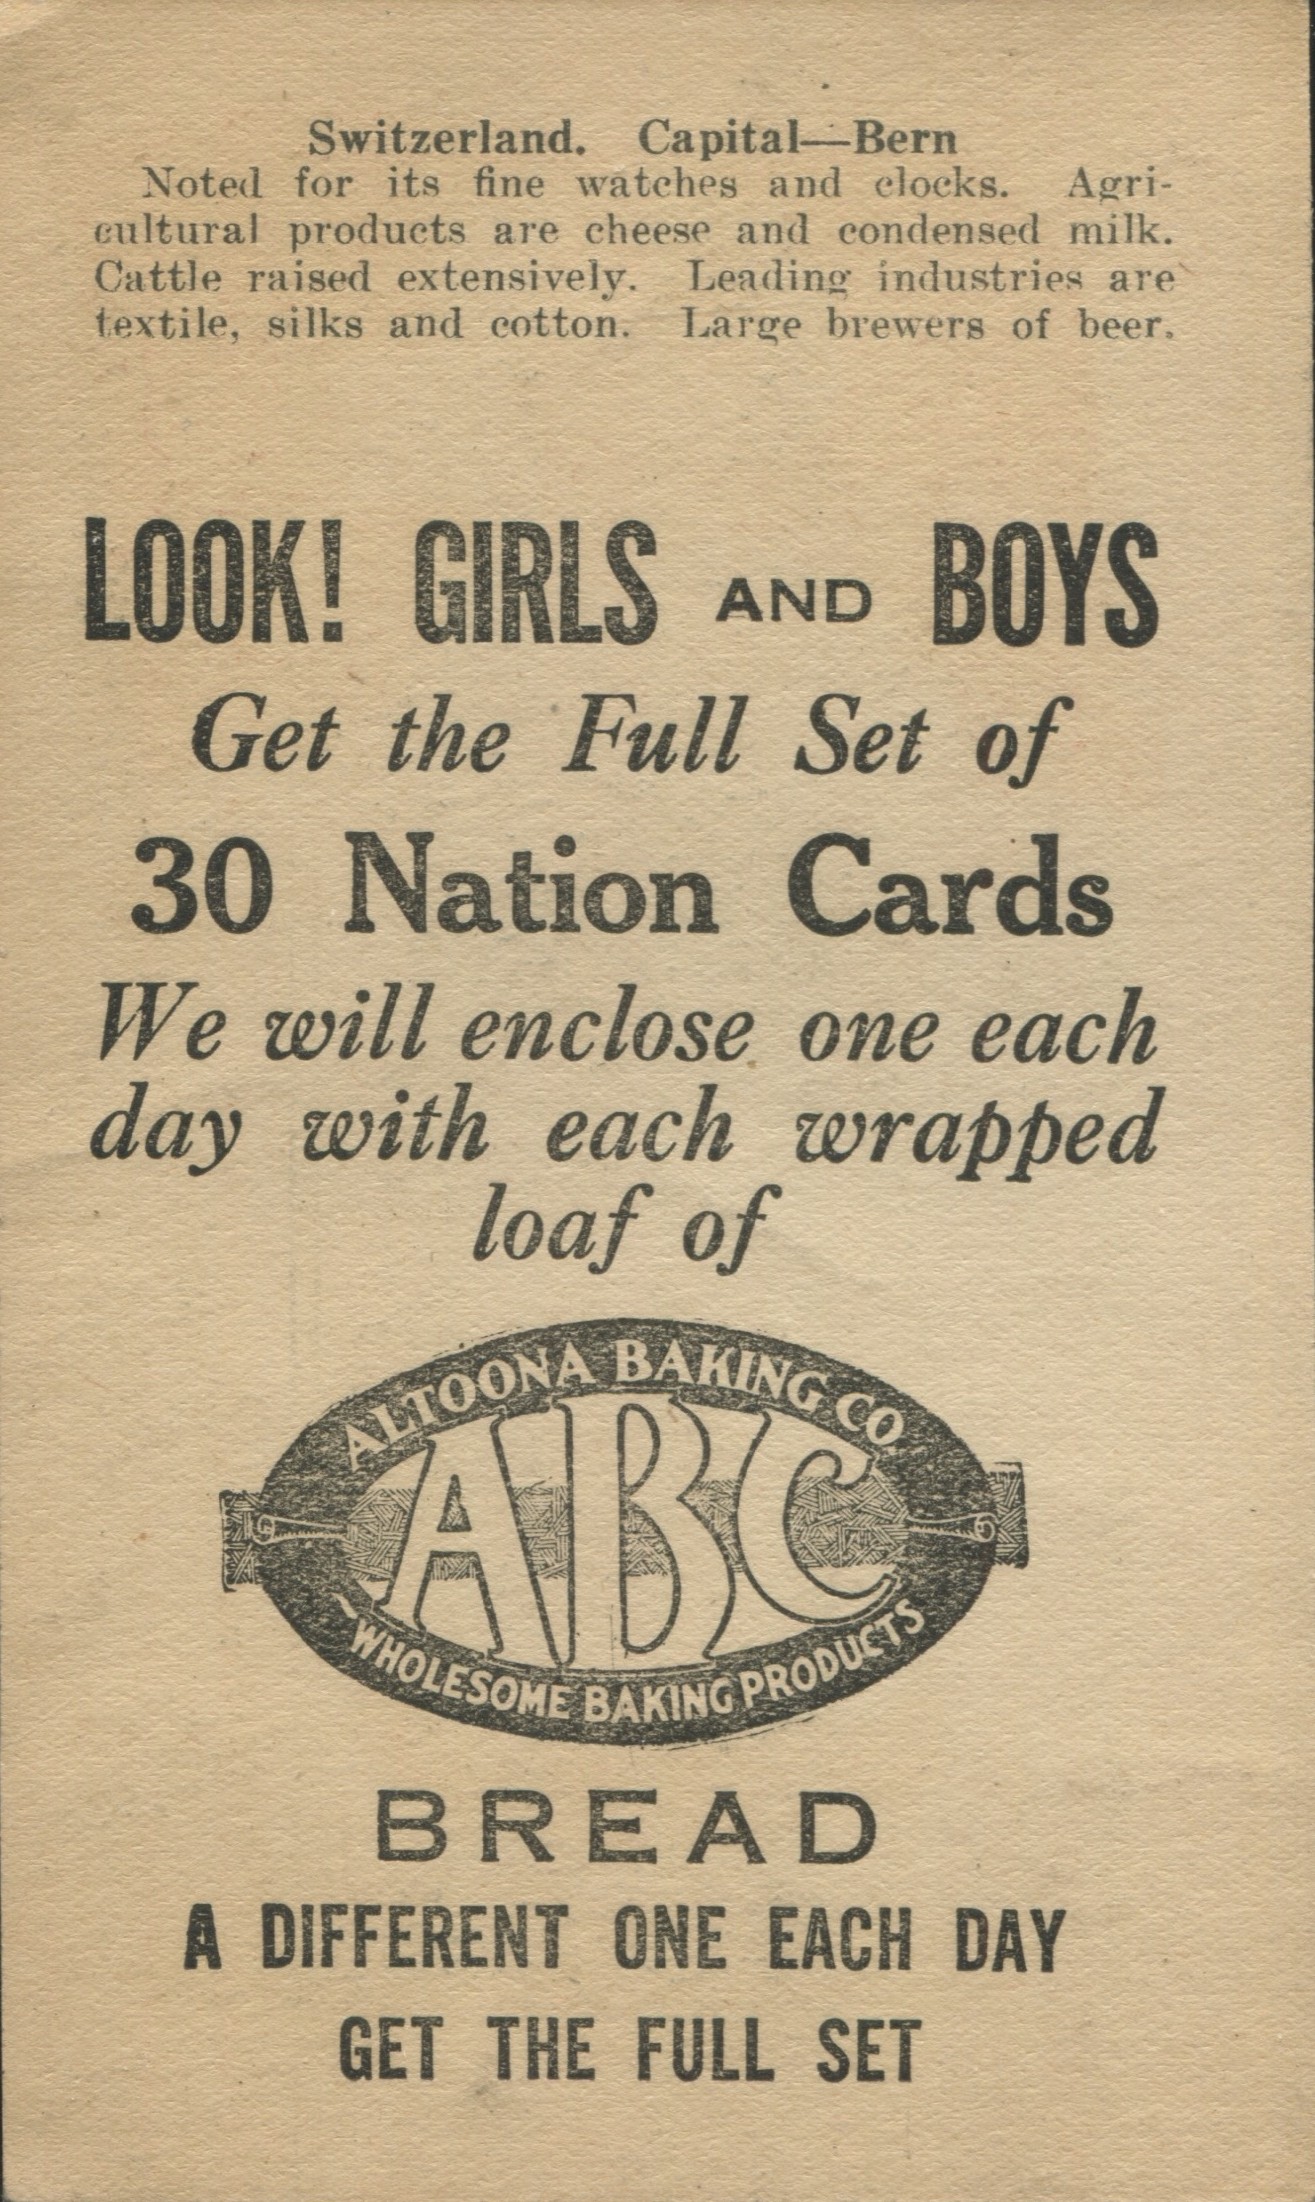 Switzerland. Capital—Bern
Noted for its fine watches and clocks. Agri-
cultural products are cheese and condensed milk.
Cattle raised extensively. Leading industries are
textile, silks and cotton. Large brewers of beer.
LOOK! GIRLS AND BOYS
Get the Full Set of
30 Nation Cards
We will enclose one each
day with each wrapped
loaf of
ALTOONA BAKING CO
ABC
WHOLESOME BAKING PRODUCTS
BREAD
A DIFFERENT ONE EACH DAY
GET THE FULL SET